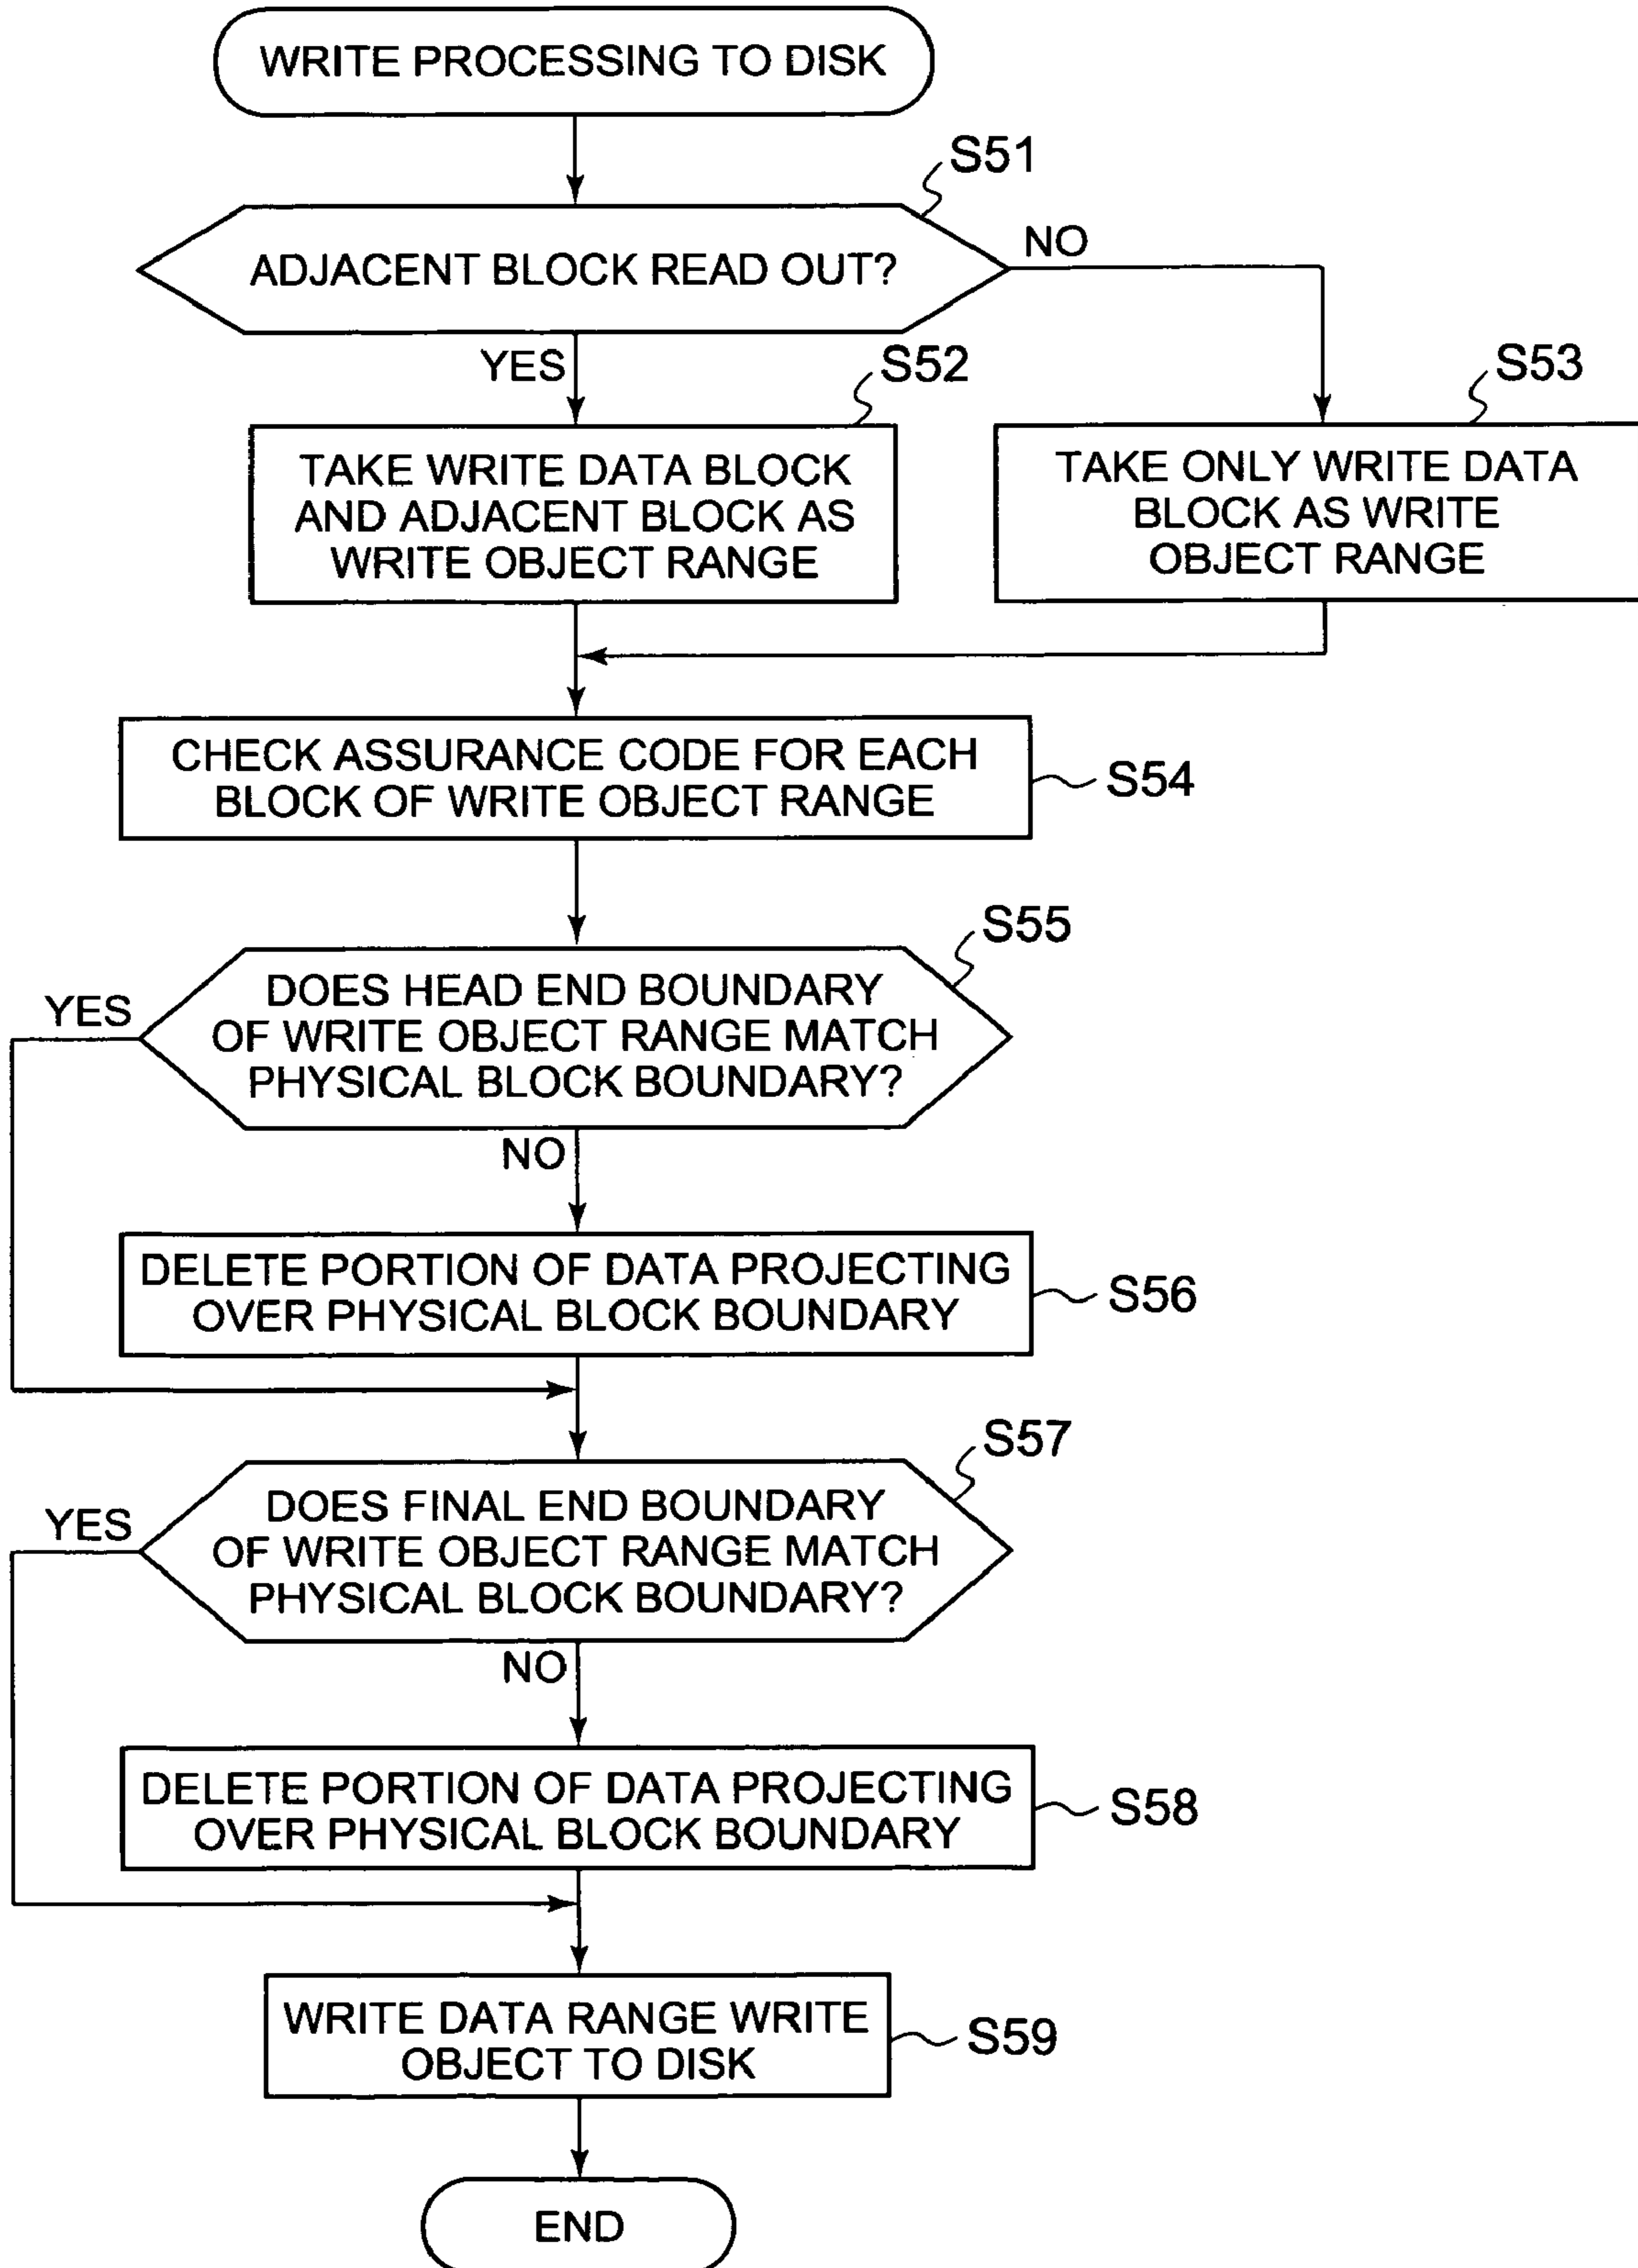 WRITE PROCESSING TO DISK
S51
ADJACENT BLOCK READ OUT?
NO
YES
S52
S53
TAKE WRITE DATA BLOCK
AND ADJACENT BLOCK AS
WRITE OBJECT RANGE
TAKE ONLY WRITE DATA
BLOCK AS WRITE
OBJECT RANGE
CHECK ASSURANCE CODE FOR EACH
BLOCK OF WRITE OBJECT RANGE
S54
S55
YES
DOES HEAD END BOUNDARY
OF WRITE OBJECT RANGE MATCH
PHYSICAL BLOCK BOUNDARY?
NO
DELETE PORTION OF DATA PROJECTING
OVER PHYSICAL BLOCK BOUNDARY
S56
S57
YES
DOES FINAL END BOUNDARY
OF WRITE OBJECT RANGE MATCH
PHYSICAL BLOCK BOUNDARY?
NO
DELETE PORTION OF DATA PROJECTING
OVER PHYSICAL BLOCK BOUNDARY
S58
WRITE DATA RANGE WRITE
OBJECT TO DISK
S59
END